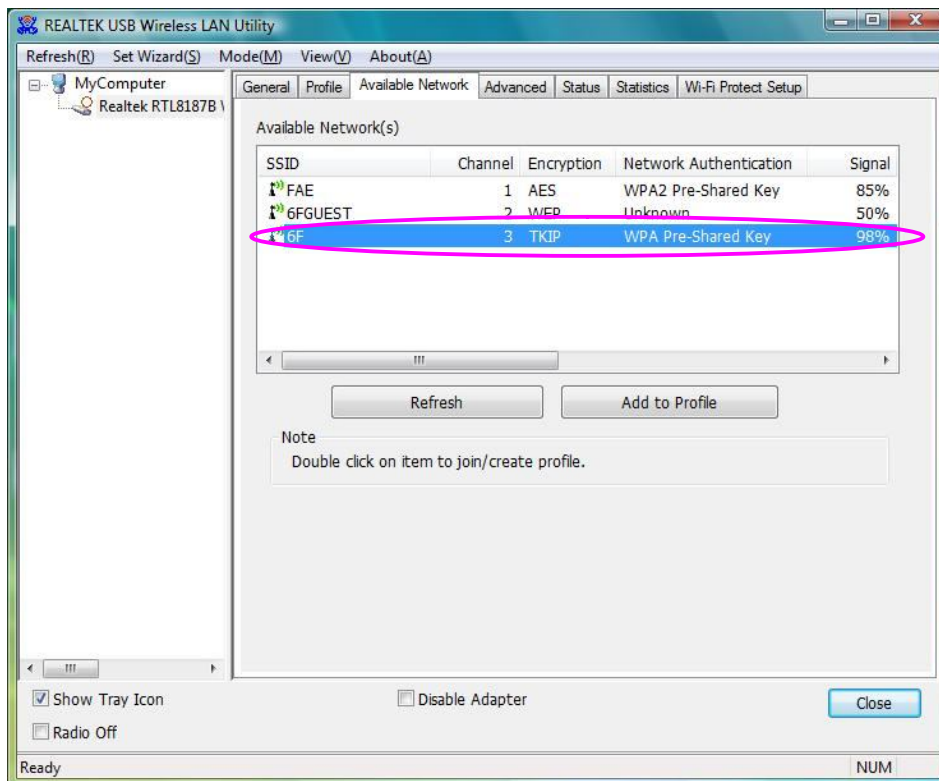 REALTEK USB Wireless LAN Utility
Refresh(R) Set Wizard(S) Mode(M) View(V) About(A)
MyComputer
Realtek RTL8187B
General Profile Available Network Advanced Status Statistics Wi-Fi Protect Setup
Available Network(s)
SSID Channel Encryption Network Authentication Signal
FAE 1 AES WPA2 Pre-Shared Key 85%
6FGUEST 2 WEP Unknown 50%
6F 3 TKIP WPA Pre-Shared Key 98%
Refresh Add to Profile
Note
Double click on item to join/create profile.
Show Tray Icon Disable Adapter Close
Radio Off
Ready NUM